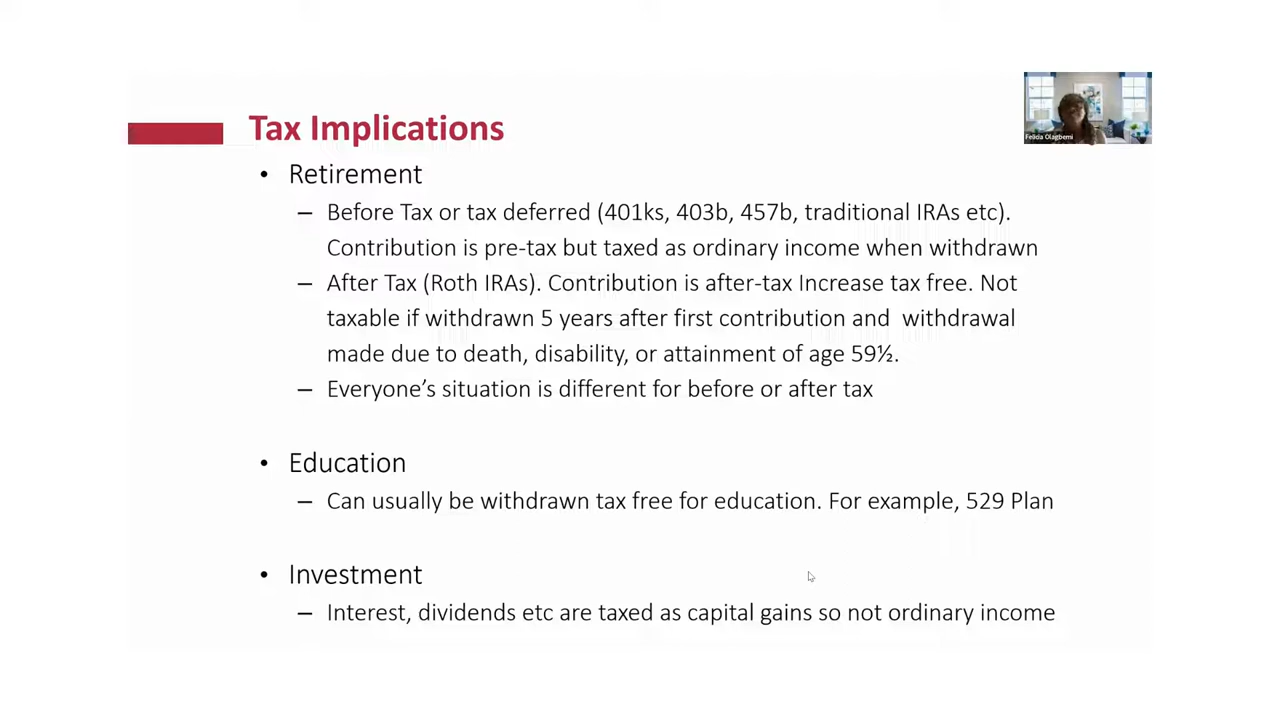 Tax Implications
Felicia Olagbemi
• Retirement
– Before Tax or tax deferred (401ks, 403b, 457b, traditional IRAs etc).
Contribution is pre-tax but taxed as ordinary income when withdrawn
– After Tax (Roth IRAs). Contribution is after-tax Increase tax free. Not
taxable if withdrawn 5 years after first contribution and withdrawal
made due to death, disability, or attainment of age 59½.
– Everyone’s situation is different for before or after tax
• Education
– Can usually be withdrawn tax free for education. For example, 529 Plan
• Investment
– Interest, dividends etc are taxed as capital gains so not ordinary income